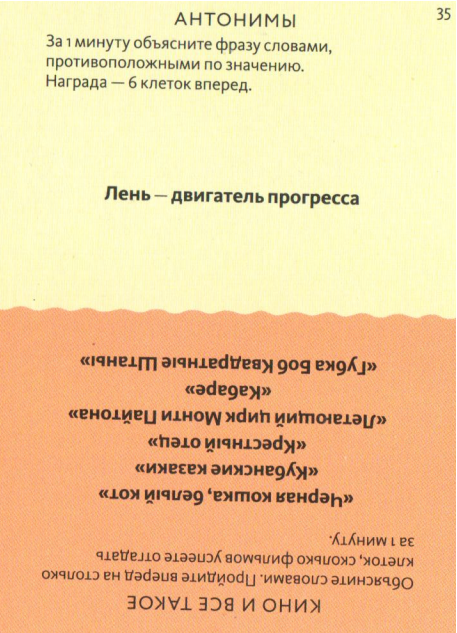 35
АНТОНИМЫ
За 1 минуту объясните фразу словами,
противоположными по значению.
Награда — 6 клеток вперед.
Лень — двигатель прогресса
КИНО И ВСЕ ТАКОЕ
Объясните словами. Пройдите вперед на столько
клеток, сколько фильмов успеете отгадать
за 1 минуту.
«Черная кошка, белый кот»
«Кубанские казаки»
«Крестный отец»
«Летающий цирк Монти Пайтона»
«Кабаре»
«Губка Боб Квадратные Штаны»